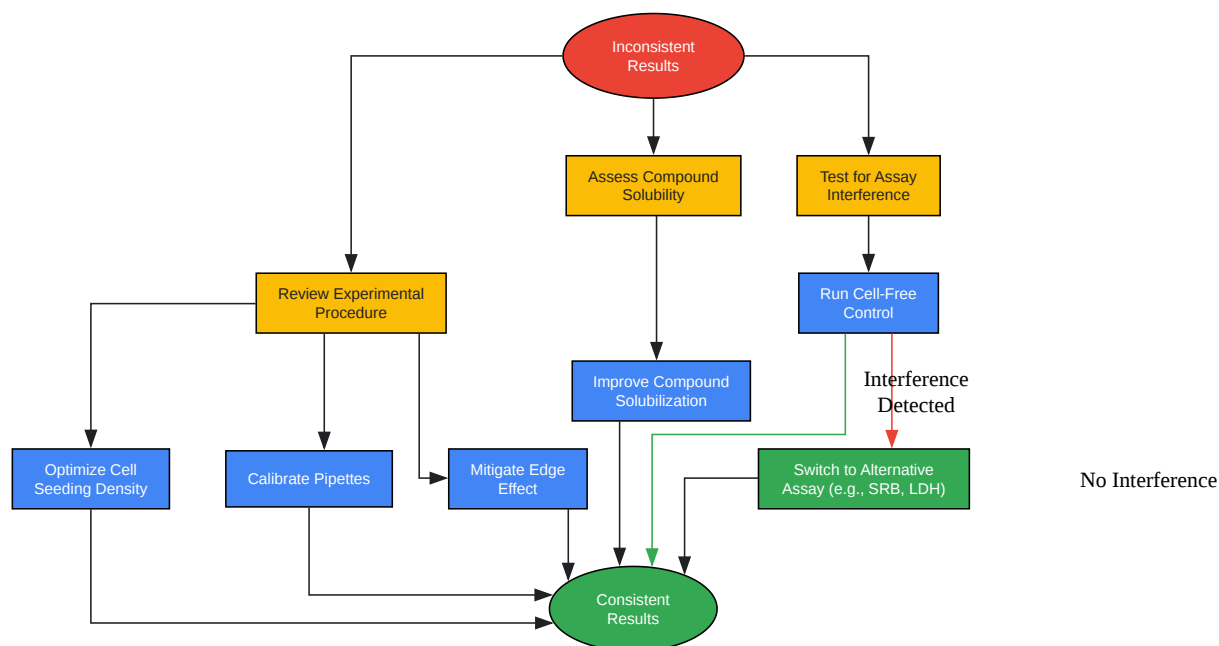 Inconsistent
Results
Assess Compound
Solubility
Test for Assay
Interference
Review Experimental
Procedure
Run Cell-Free
Control
Improve Compound
Solubilization
Interference
Detected
Optimize Cell
Seeding Density
Calibrate Pipettes
Mitigate Edge
Effect
Switch to Alternative
Assay (e.g., SRB, LDH)
No Interference
Consistent
Results